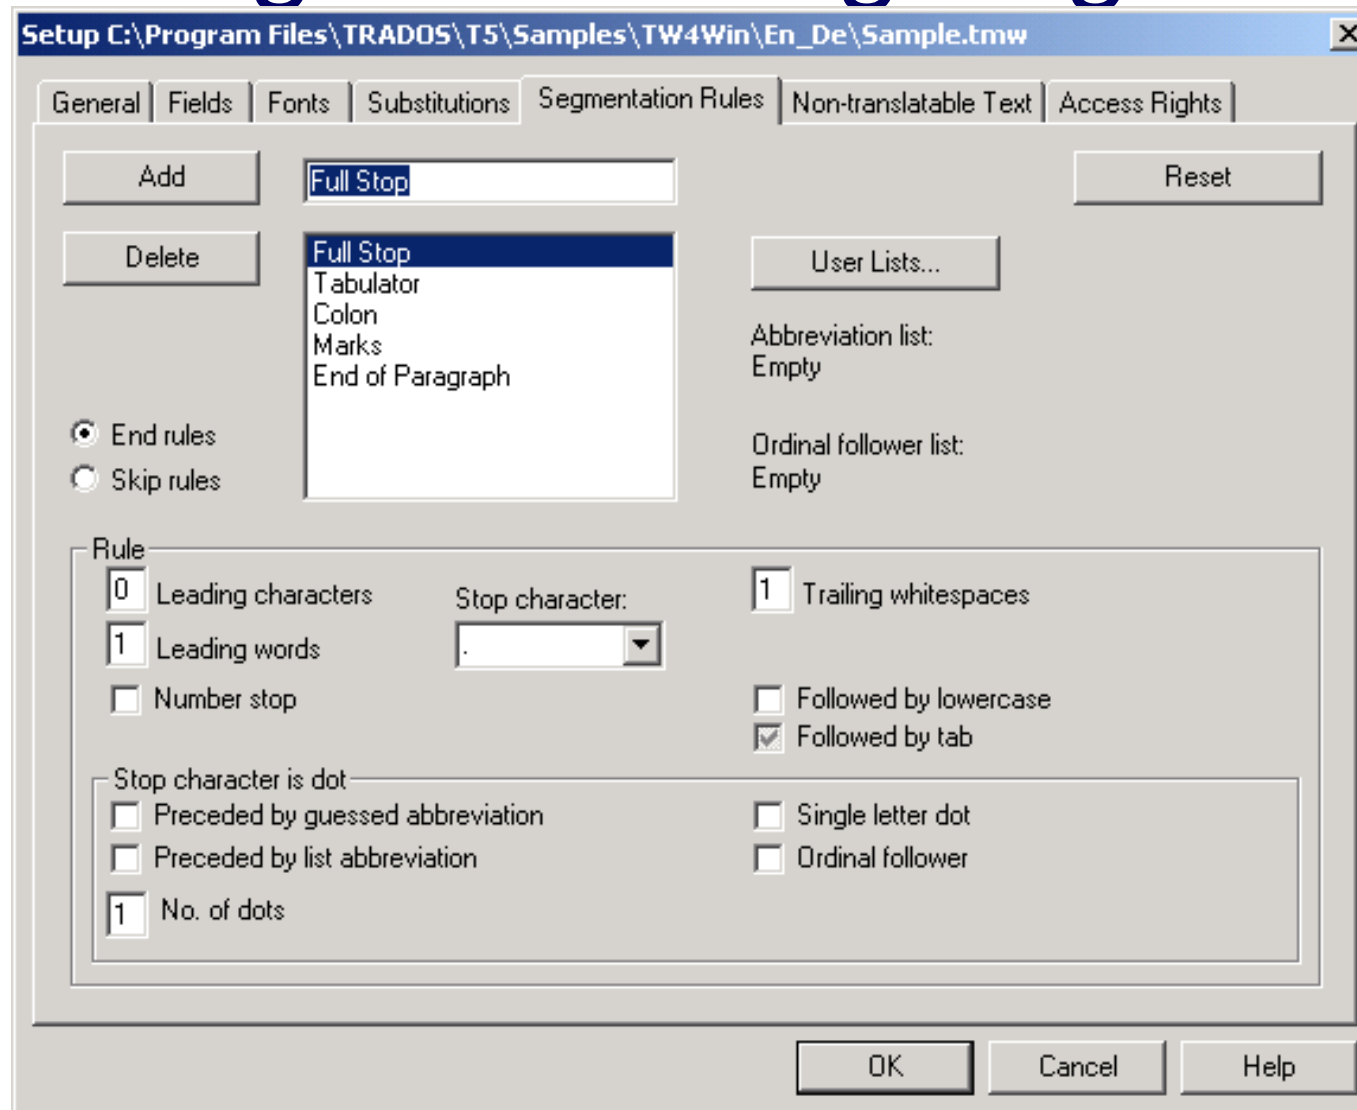 Setup C:\Program Files\TRADOS\T5\Samples\TW4Win\En_De\Sample.tmw
General Fields Fonts Substitutions Segmentation Rules Non-translatable Text Access Rights
Add Full Stop Reset
Delete
Full Stop
Tabulator
Colon
Marks
End of Paragraph
User Lists...
Abbreviation list:
Empty
End rules
Skip rules
Ordinal follower list:
Empty
Rule
0 Leading characters
1 Leading words
Stop character:
.
1 Trailing whitespaces
Number stop
Followed by lowercase
Followed by tab
Stop character is dot
Preceded by guessed abbreviation
Single letter dot
Preceded by list abbreviation
Ordinal follower
1 No. of dots
OK Cancel Help